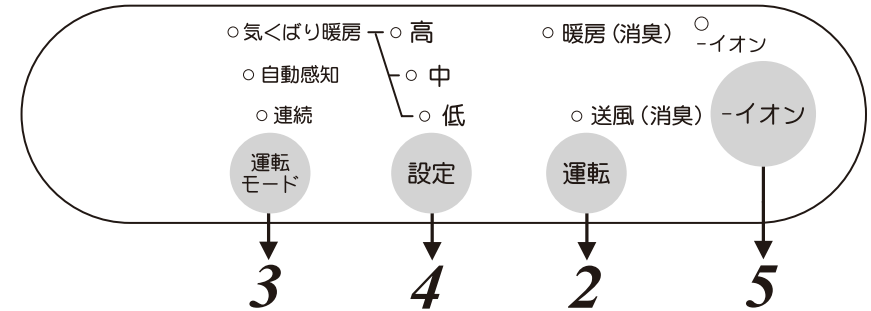 気くばり暖房
高
暖房（消臭）
-イオン
自動感知
中
連続
低
送風（消臭）
-イオン
運転
モード
設定
運転
3
4
2
5